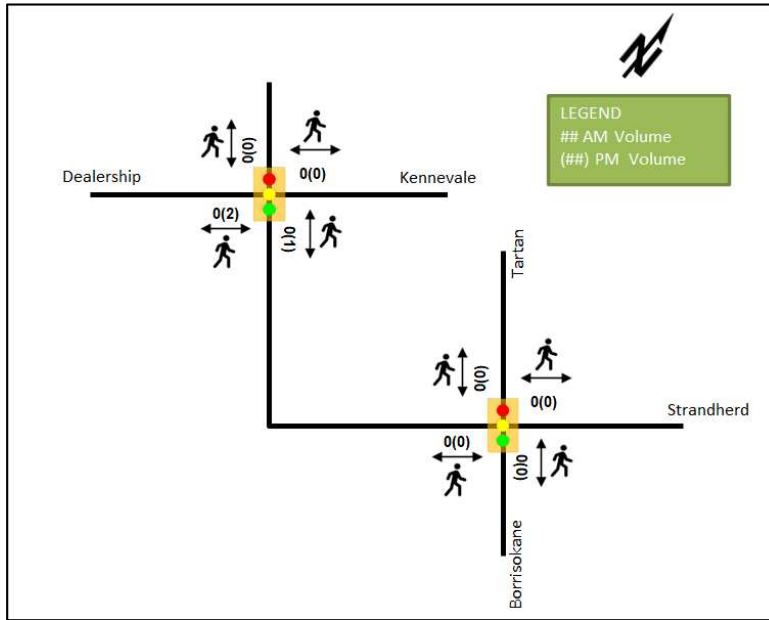 N
LEGEND
## AM Volume
(##) PM Volume
0(0)
0(0)
Dealership
Kennevale
0(2)
0(1)
Tartan
0(0)
0(0)
Strandherd
0(0)
0(0)
Borrisokane